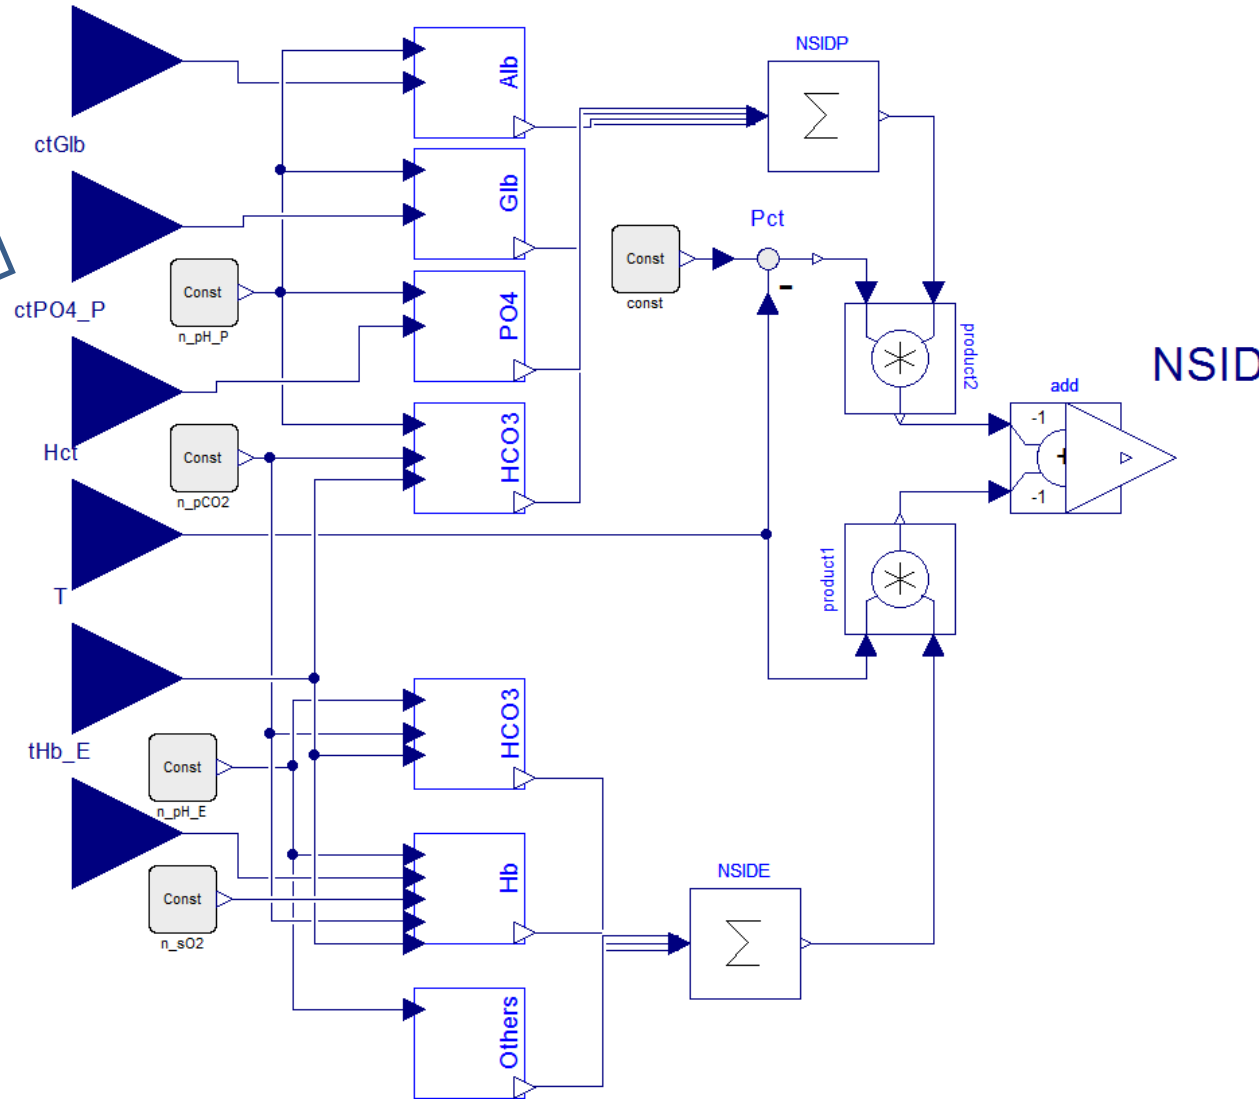 NSIDP
Alb
ctGlb
Glb
Pct
Const
const
-
Const
n_pH_P
ctPO4_P
PO4
product2
NSID
add
-1
+
-1
Hct
Const
n_pCO2
HCO3
T
product1
tHb_E
HCO3
Const
n_pH_E
Hb
NSIDE
Const
n_sO2
Others